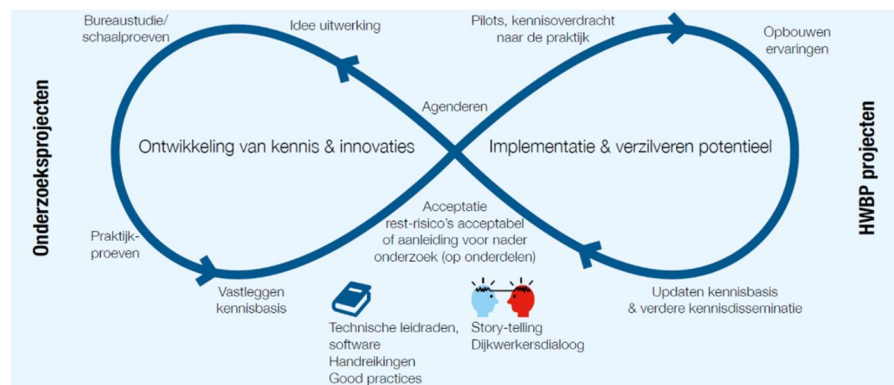 Onderzoeksprojecten
Bureaustudie/
schaalproeven
Idee uitwerking
Agenderen
Ontwikkeling van kennis & innovaties
Praktijk-
proeven
Vastleggen
kennisbasis
Pilots, kennisoverdracht
naar de praktijk
Opbouwen
ervaringen
Implementatie & verzilveren potentieel
Acceptatie
rest-risico's acceptabel
of aanleiding voor nader
onderzoek (op onderdelen)
Updaten kennisbasis
& verdere kennisdisseminatie
Technische leidraden,
software
Handreikingen
Good practices
Story-telling
Dijkwerkersdialoog
HWBP projecten